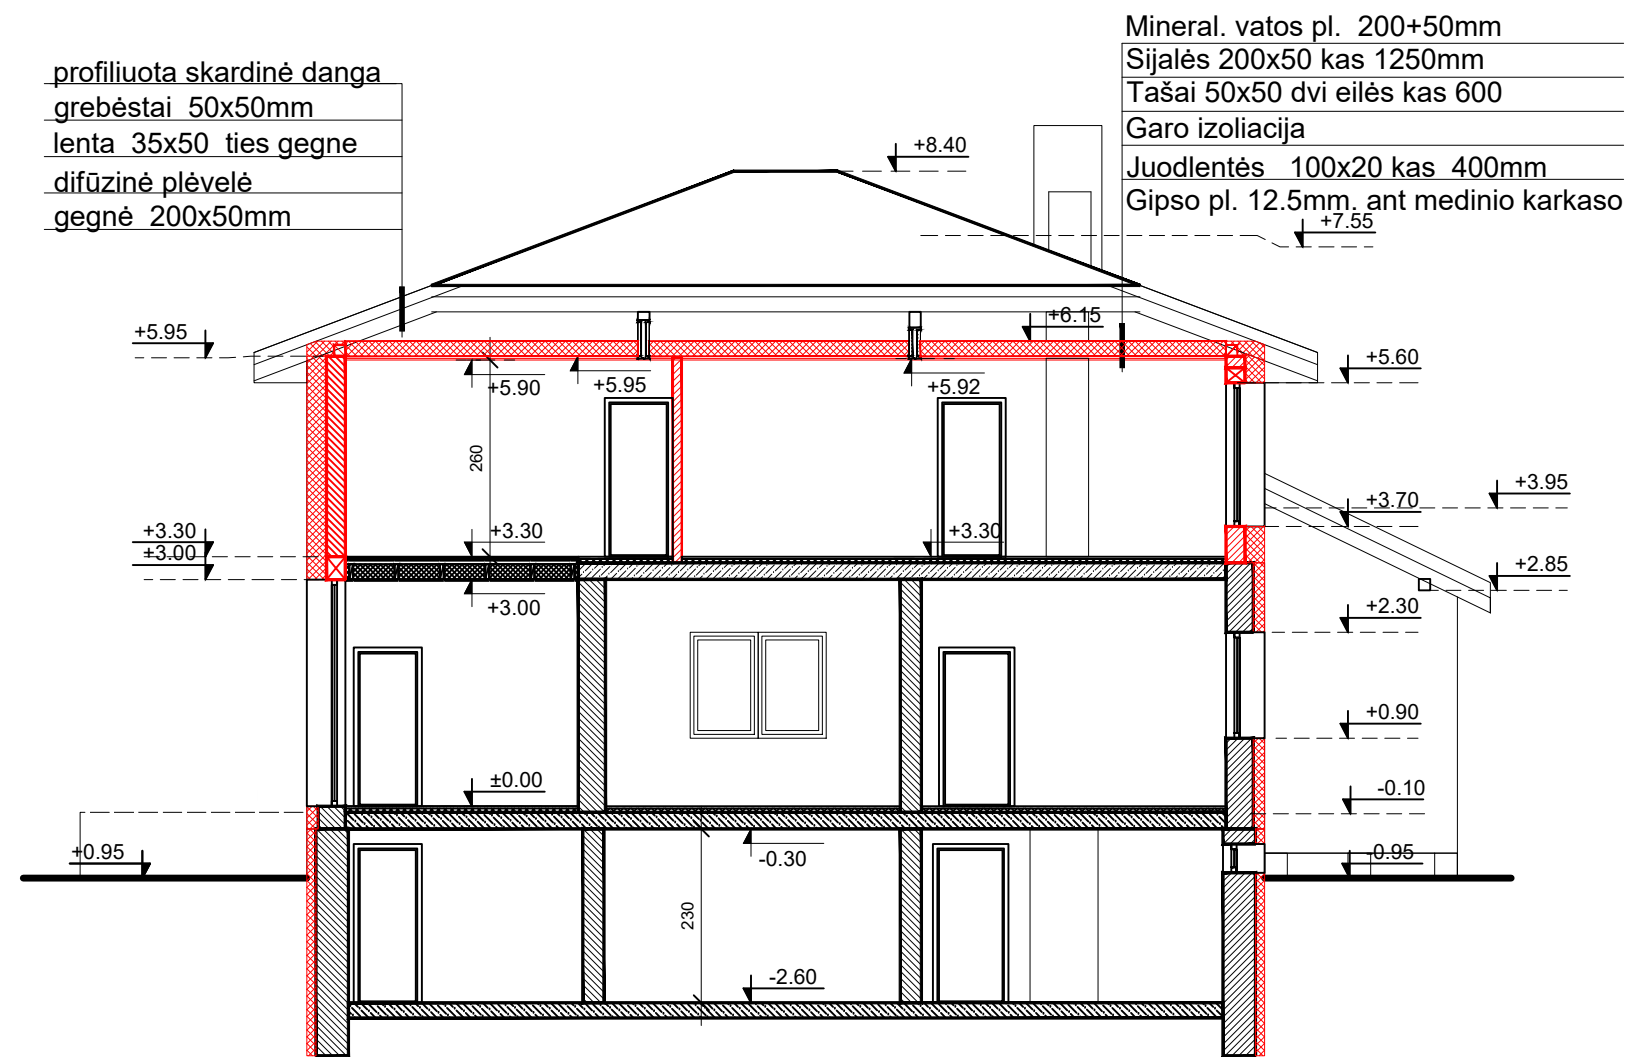 Mineral. vatos pl. 200+50mm
Sijalės 200x50 kas 1250mm
Tašai 50x50 dvi eilės kas 600
Garo izoliacija
Juodlentės 100x20 kas 400mm
Gipso pl. 12.5mm. ant medinio karkaso
profiliuota skardinė danga
grebėstai 50x50mm
lenta 35x50 ties gegne
difūzinė plėvelė
gegnė 200x50mm
+8.40
+7.55
+6.15
+5.95
+5.60
+5.90
+5.95
+5.92
260
+3.95
+3.70
+3.30
+3.00
+3.30
+3.30
+2.85
+3.00
+2.30
+0.90
±0.00
-0.10
+0.95
-0.30
-0.95
230
-2.60